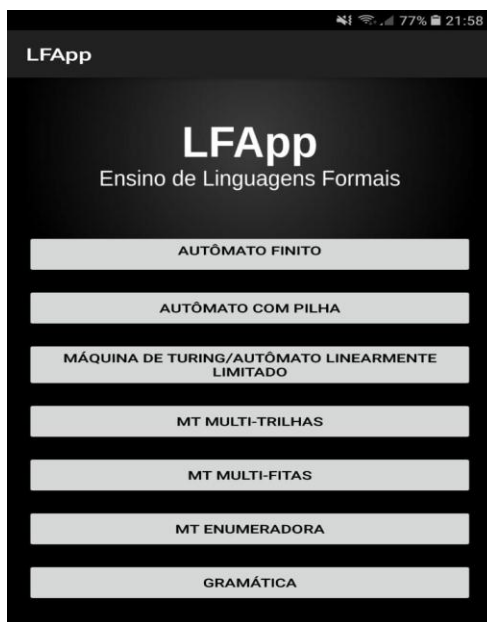 77% 21:58
LFApp
LFApp
Ensino de Linguagens Formais
AUTÔMATO FINITO
AUTÔMATO COM PILHA
MÁQUINA DE TURING/AUTÔMATO LINEARMENTE
LIMITADO
MT MULTI-TRILHAS
MT MULTI-FITAS
MT ENUMERADORA
GRAMÁTICA